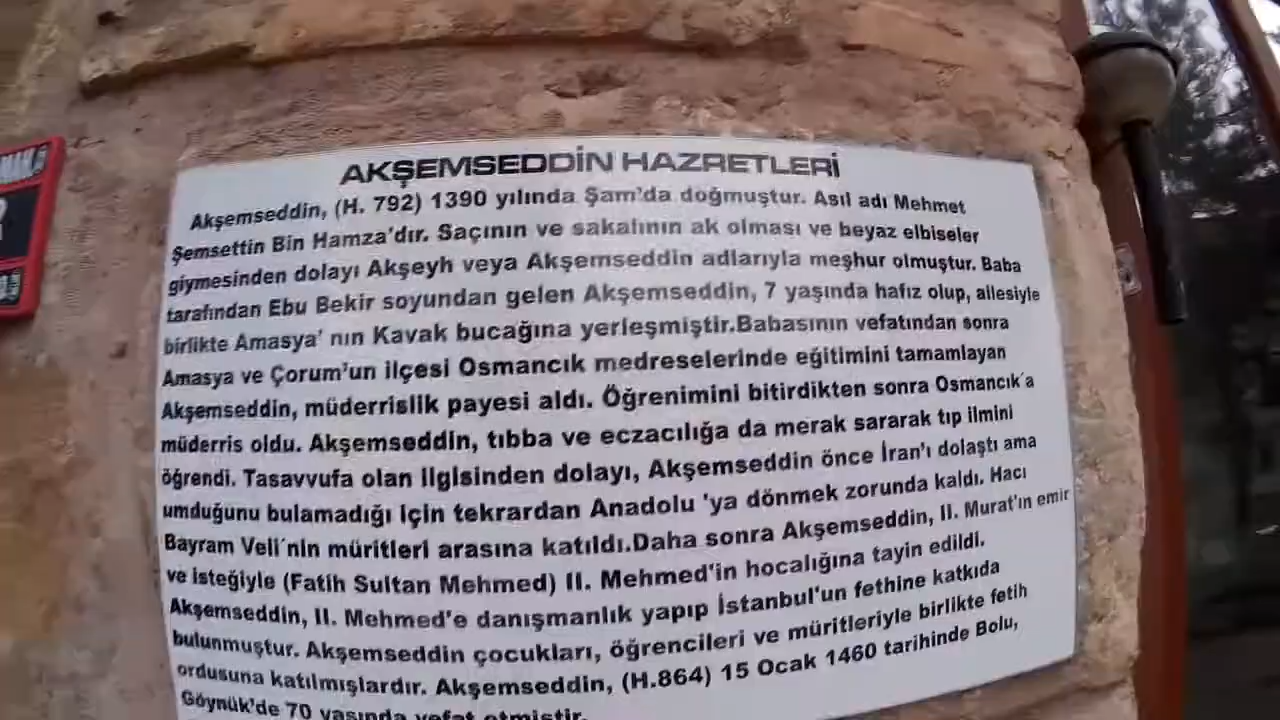 AKŞEMSEDDİN HAZRETLERİ
Akşemseddin, (H. 792) 1390 yılında Şam'da doğmuştur. Asıl adı Mehmet
Şemsettin Bin Hamza'dır. Saçının ve sakalının ak olması ve beyaz elbiseler
giymesinden dolayı Akşeyh veya Akşemseddin adlarıyla meşhur olmuştur. Baba
tarafından Ebu Bekir soyundan gelen Akşemseddin, 7 yaşında hafız olup, ailesiyle
birlikte Amasya' nın Kavak bucağına yerleşmiştir.Babasının vefatından sonra
Amasya ve Çorum'un ilçesi Osmancık medreselerinde eğitimini tamamlayan
Akşemseddin, müderrislik payesi aldı. Öğrenimini bitirdikten sonra Osmancık'a
müderris oldu. Akşemseddin, tıbba ve eczacılığa da merak sararak tıp ilmini
öğrendi. Tasavvufa olan ilgisinden dolayı, Akşemseddin önce İran'ı dolaştı ama
umduğunu bulamadığı için tekrardan Anadolu 'ya dönmek zorunda kaldı. Hacı
Bayram Veli'nin müritleri arasına katıldı.Daha sonra Akşemseddin, II. Murat'ın emir
ve isteğiyle (Fatih Sultan Mehmed) II. Mehmed'in hocalığına tayin edildi.
Akşemseddin, II. Mehmed'e danışmanlık yapıp İstanbul'un fethine katkıda
bulunmuştur. Akşemseddin çocukları, öğrencileri ve müritleriyle birlikte fetih
ordusuna katılmışlardır. Akşemseddin, (H.864) 15 Ocak 1460 tarihinde Bolu,
Göynük'de 70 yaşında vefat etmiştir.